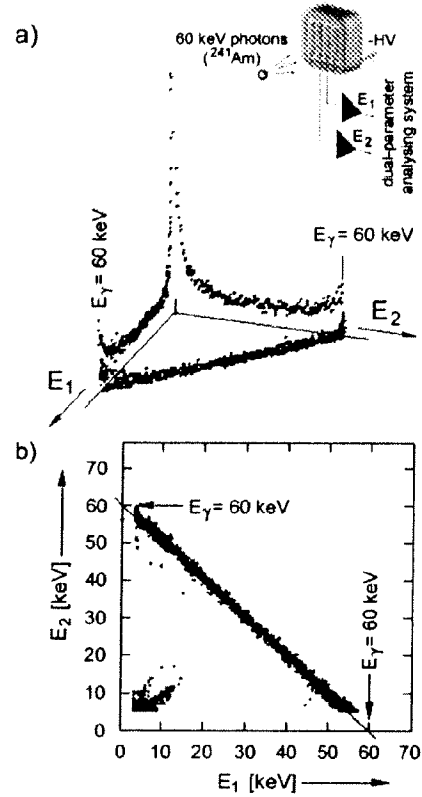 a)
60 keV photons
(²⁴¹Am)
-HV
E₁
E₂
dual-parameter
analysing system
Eγ = 60 keV
Eγ = 60 keV
E₂
E₁
b)
70
60
50
40
30
20
10
0
E₂ [keV]
Eγ = 60 keV
Eγ = 60 keV
0 10 20 30 40 50 60 70
E₁ [keV]